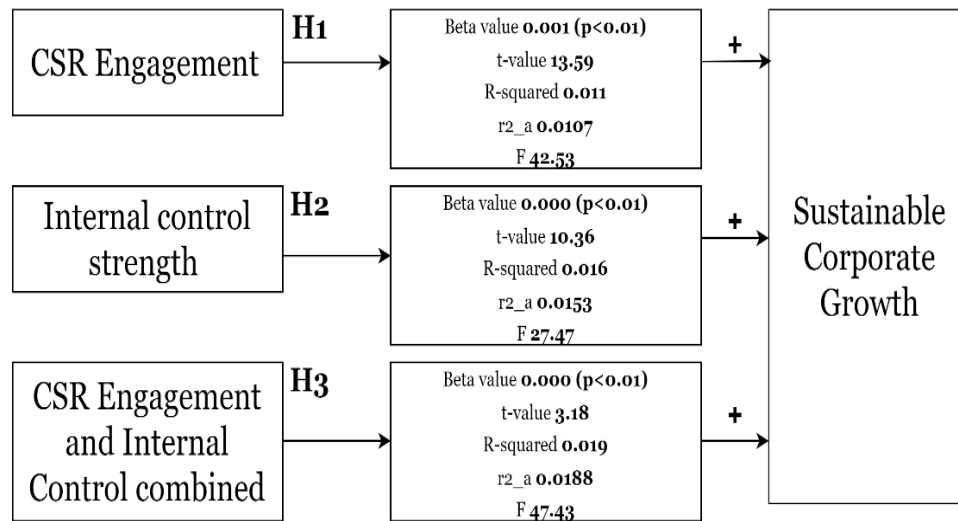 H1
CSR Engagement
Beta value 0.001 (p<0.01)
t-value 13.59
R-squared 0.011
r2_a 0.0107
F 42.53
+
H2
Internal control
strength
Beta value 0.000 (p<0.01)
t-value 10.36
R-squared 0.016
r2_a 0.0153
F 27.47
+
H3
CSR Engagement
and Internal
Control combined
Beta value 0.000 (p<0.01)
t-value 3.18
R-squared 0.019
r2_a 0.0188
F 47.43
+
Sustainable
Corporate
Growth